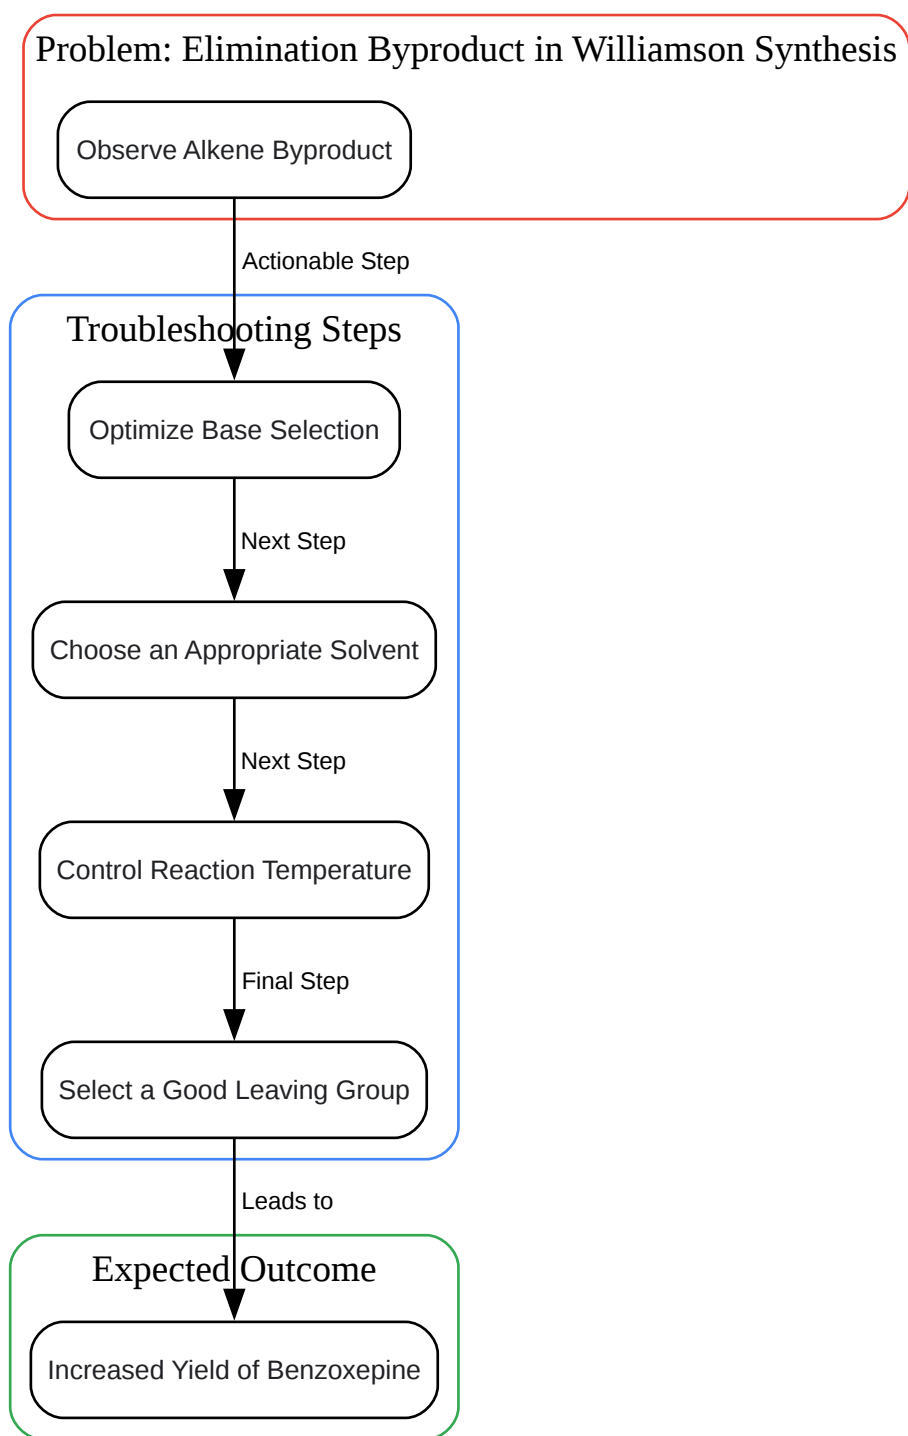 Problem: Elimination Byproduct in Williamson Synthesis
Observe Alkene Byproduct
Actionable Step
Troubleshooting Steps
Optimize Base Selection
Next Step
Choose an Appropriate Solvent
Next Step
Control Reaction Temperature
Final Step
Select a Good Leaving Group
Leads to
Expected Outcome
Increased Yield of Benzoxepine